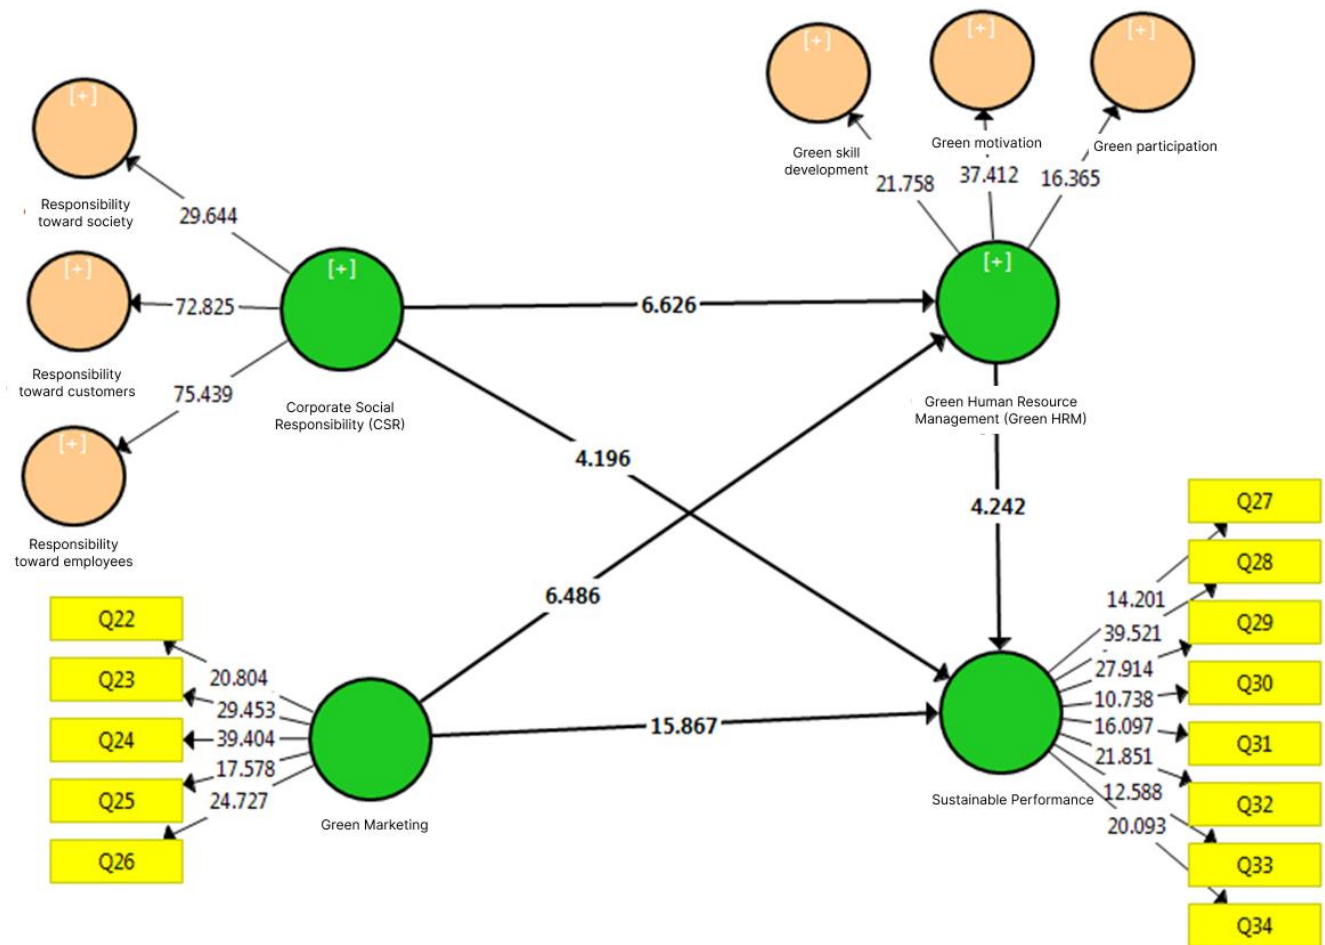 [+]
[+]
[+]
Green skill
development
Green motivation
Green participation
21.758
37.412
16.365
[+]
Responsibility
toward society
29.644
[+]
Responsibility
toward customers
72.825
[+]
Responsibility
toward employees
75.439
[+]
Corporate Social
Responsibility (CSR)
6.626
[+]
Green Human Resource
Management (Green HRM)
4.196
4.242
6.486
15.867
Q22
Q23
Q24
Q25
Q26
20.804
29.453
39.404
17.578
24.727
Green Marketing
Sustainable Performance
14.201
39.521
27.914
10.738
16.097
21.851
12.588
20.093
Q27
Q28
Q29
Q30
Q31
Q32
Q33
Q34